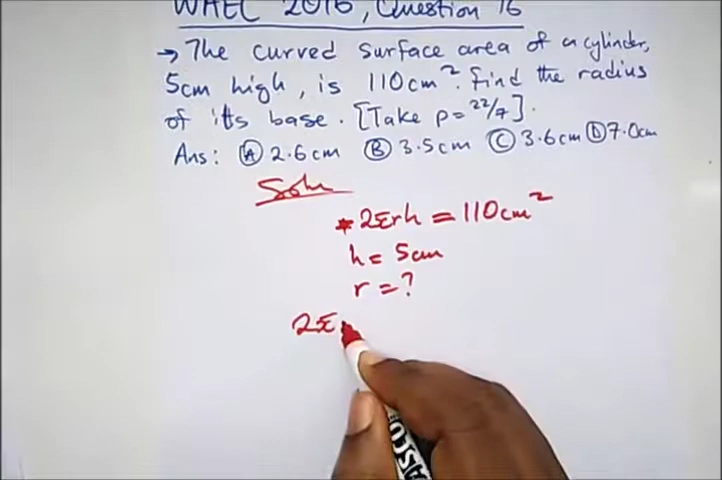 WAEC 2016, Question 16
→ The curved surface area of a cylinder,
5cm high, is 110cm². find the radius
of its base. [Take p = 22/7].
Ans: Ⓐ 2.6cm Ⓑ 3.5cm Ⓒ 3.6cm Ⓓ 7.0cm
Soln
* 2πrh = 110cm²
h = 5cm
r = ?
2π